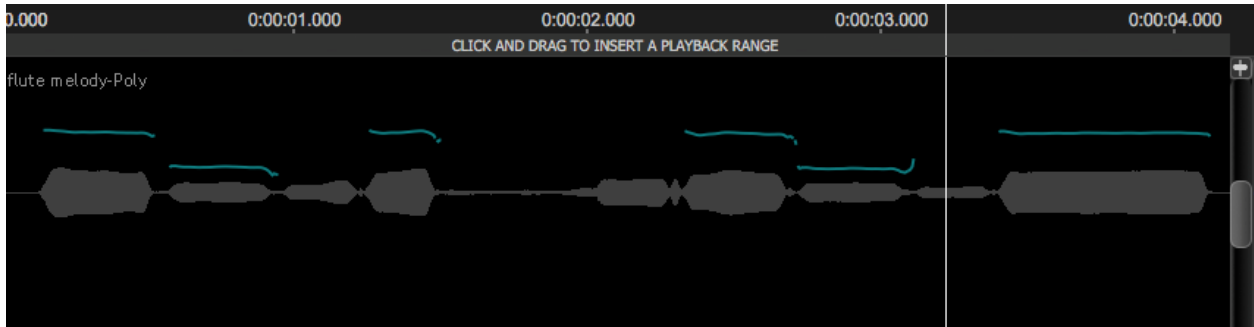 0.000 0:00:01.000 0:00:02.000 0:00:03.000 0:00:04.000
CLICK AND DRAG TO INSERT A PLAYBACK RANGE
flute melody-Poly